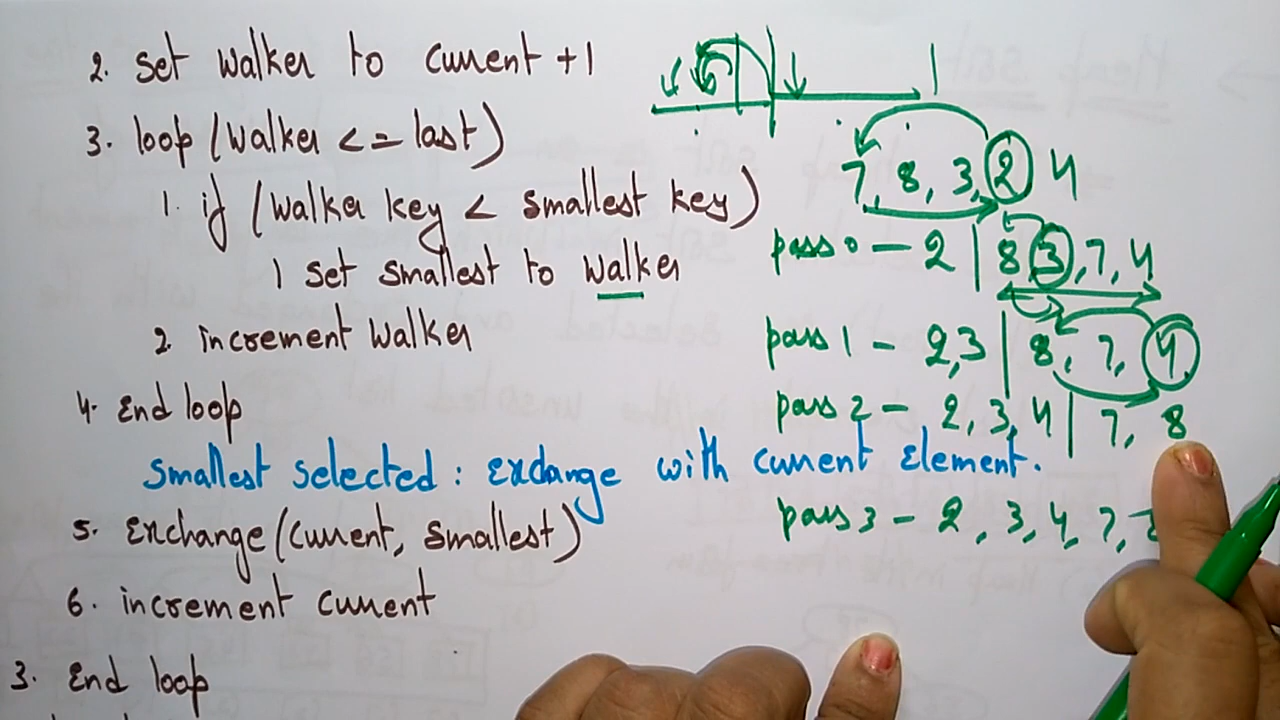 2. Set walker to current +1
3. loop (walker <= last)
1. if (walker key < smallest key)
1 set smallest to walker
2 increment walker
4. End loop
Smallest selected : Exchange with current Element.
5. Exchange (current, smallest)
6. increment current
3. End loop
7, 8, 3, 2 4
pass 0 – 2 | 8 3, 7, 4
pass 1 – 2,3 | 8, 7, 4
pass 2 – 2, 3, 4 | 7, 8
pass 3 – 2, 3, 4, 7,